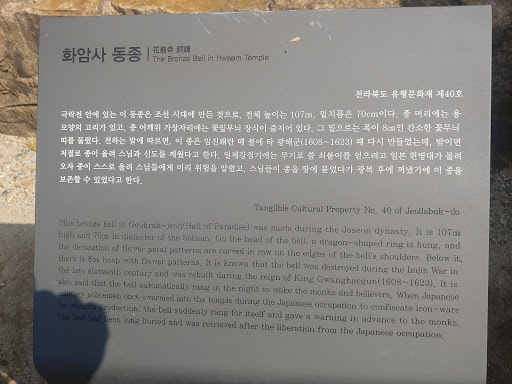 화암사 동종 | 花巖寺 銅鍾
The Bronze Bell in Hwaam Temple
전라북도 유형문화재 제40호
극락전 안에 있는 이 동종은 조선 시대에 만든 것으로, 전체 높이는 107㎝, 밑지름은 70㎝이다. 종 머리에는 용
모양의 고리가 있고, 종 어깨위 가장자리에는 꽃잎무늬 장식이 줄지어 있다. 그 밑으로는 폭이 8㎝인 간소한 꽃무늬
띠를 둘렀다. 전하는 말에 따르면, 이 종은 임진왜란 때 불에 타 광해군(1608~1623) 때 다시 만들었는데, 밤이면
저절로 종이 울려 스님과 신도를 깨웠다고 한다. 일제강점기에는 무기로 쓸 쇠붙이를 얻으려고 일본 헌병대가 몰려
오자 종이 스스로 울려 스님들에게 미리 위험을 알렸고, 스님들이 종을 땅에 묻었다가 광복 후에 꺼냈기에 이 종을
보존할 수 있었다고 한다.
Tangible Cultural Property No. 40 of Jeollabuk-do
This bronze bell in Geukrak-jeon(Hall of Paradise) was made during the Joseon dynasty. It is 107㎝
high and 70㎝ in diameter of the bottom. On the head of the bell, a dragon-shaped ring is hung, and
the decoration of flower petal patterns are carved in row on the edges of the bell's shoulders. Below it,
there is 8㎝ hoop with flower patterns. It is known that the bell was destroyed during the Imjin War in
the late sixteenth century and was rebuilt during the reign of King Gwanghaegun(1608~1623). It is
also said that the bell automatically rang in the night to wake the monks and believers. When Japanese
military policemen once swarmed into the temple during the Japanese occupation to confiscate iron-ware
for weapon production, the bell suddenly rang for itself and gave a warning in advance to the monks.
The bell had been long buried and was retrieved after the liberation from the Japanese occupation.